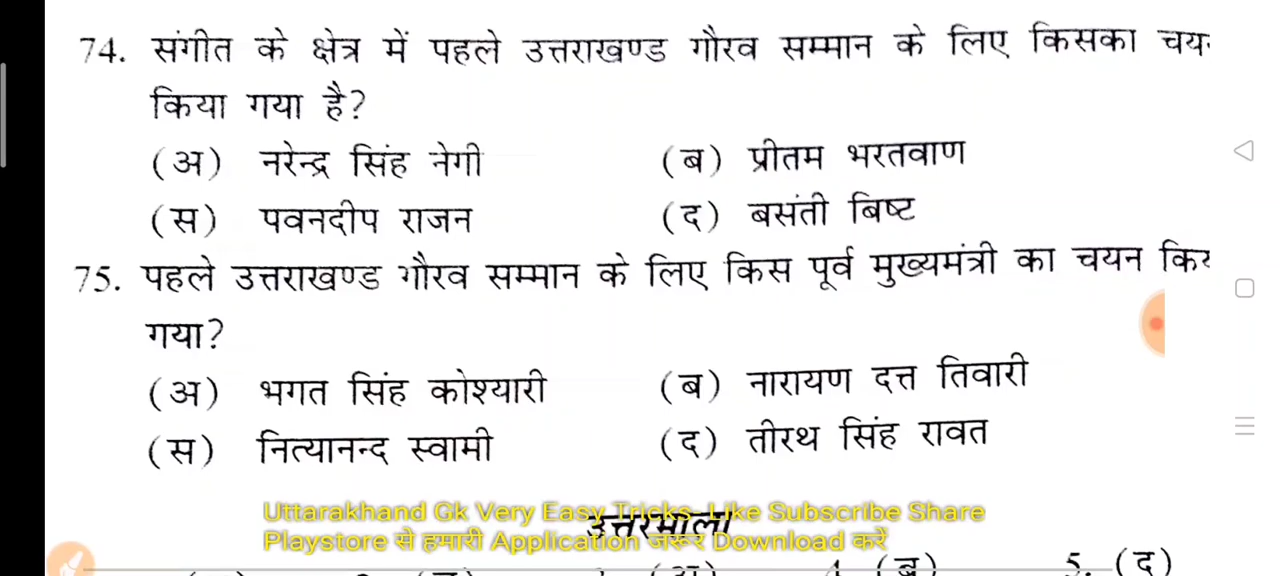 74. संगीत के क्षेत्र में पहले उत्तराखण्ड गौरव सम्मान के लिए किसका चय
किया गया है?
(अ) नरेन्द्र सिंह नेगी (ब) प्रीतम भरतवाण
(स) पवनदीप राजन (द) बसंती बिष्ट
75. पहले उत्तराखण्ड गौरव सम्मान के लिए किस पूर्व मुख्यमंत्री का चयन कि
गया?
(अ) भगत सिंह कोश्यारी (ब) नारायण दत्त तिवारी
(स) नित्यानन्द स्वामी (द) तीरथ सिंह रावत
उत्तरमाला
Uttarakhand Gk Very Easy Tricks- Like Subscribe Share
Playstore से हमारी Application जरूर Download करें
(अ) 4. (ब) 5. (द)